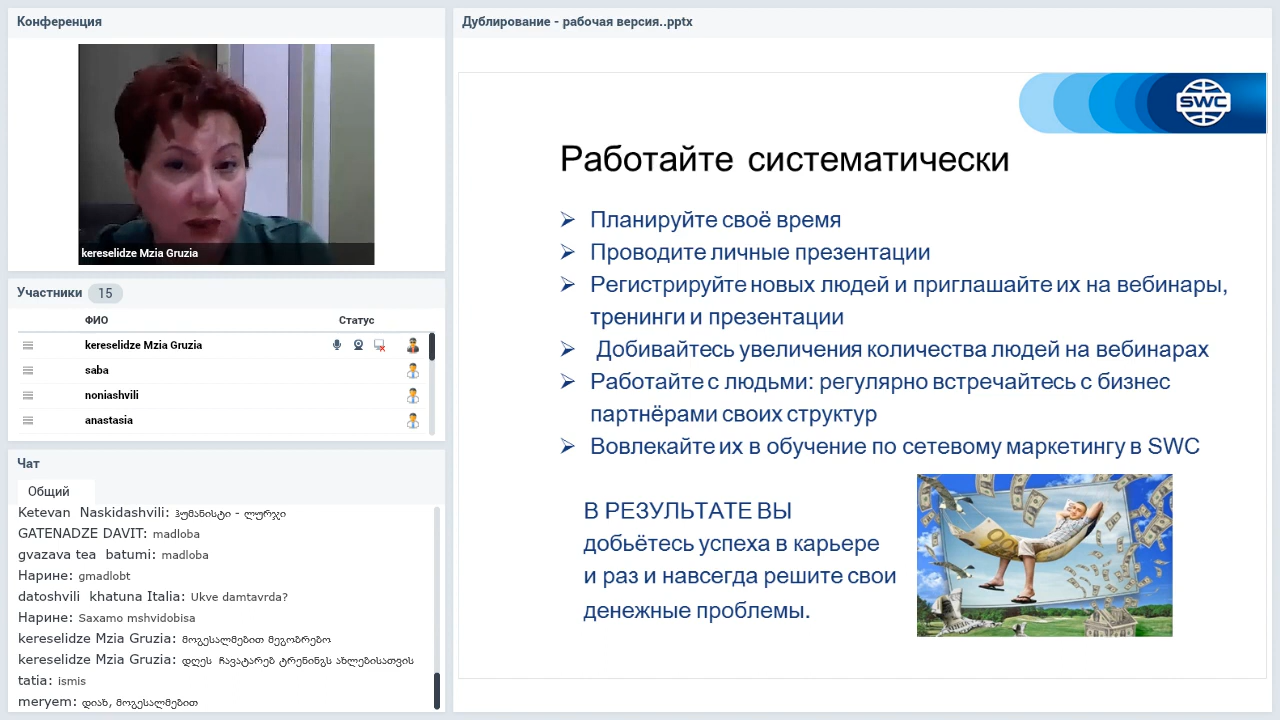 Конференция
kereselidze Mzia Gruzia
Участники 15
ФИО Статус
kereselidze Mzia Gruzia
saba
noniashvili
anastasia
Чат
Общий
Ketevan Naskidashvili: ჰუმანისტი - ლურჯი
GATENADZE DAVIT: madloba
gvazava tea batumi: madloba
Нарине: gmadlobt
datoshvili khatuna Italia: Ukve damtavrda?
Нарине: Saxamo mshvidobisa
kereselidze Mzia Gruzia: მოგესალმებით მეგობრებო
kereselidze Mzia Gruzia: დღეს ჩავატარებ ტრენინგს ახლებისათვის
tatia: ismis
meryem: დიახ, მოგესალმებით
Дублирование - рабочая версия..pptx
SWC
Работайте систематически
➢ Планируйте своё время
➢ Проводите личные презентации
➢ Регистрируйте новых людей и приглашайте их на вебинары,
тренинги и презентации
➢ Добивайтесь увеличения количества людей на вебинарах
➢ Работайте с людьми: регулярно встречайтесь с бизнес
партнёрами своих структур
➢ Вовлекайте их в обучение по сетевому маркетингу в SWC
В РЕЗУЛЬТАТЕ ВЫ
добьётесь успеха в карьере
и раз и навсегда решите свои
денежные проблемы.